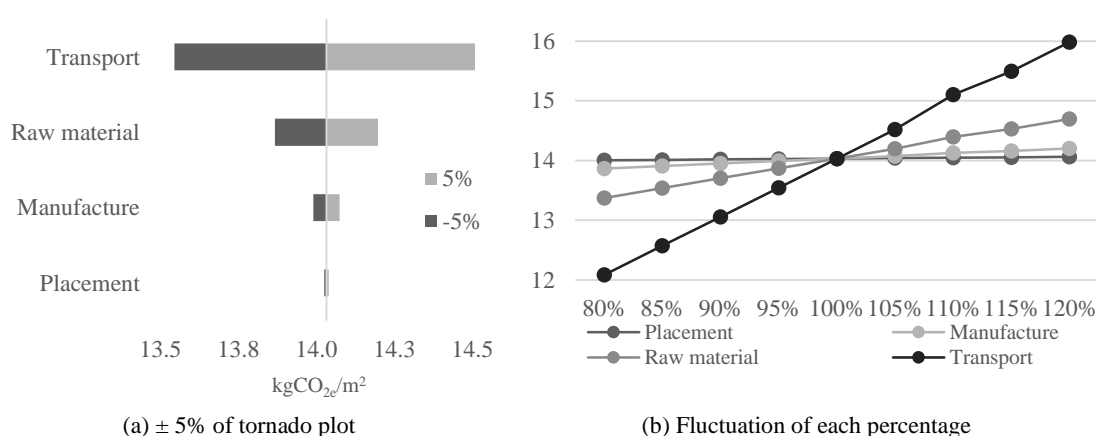 Transport
Raw material
Manufacture
Placement
5%
-5%
13.5 13.8 14.0 14.3 14.5
kgCO2e/m²
(a) ± 5% of tornado plot
16
15
14
13
12
80% 85% 90% 95% 100% 105% 110% 115% 120%
Placement Manufacture
Raw material Transport
(b) Fluctuation of each percentage